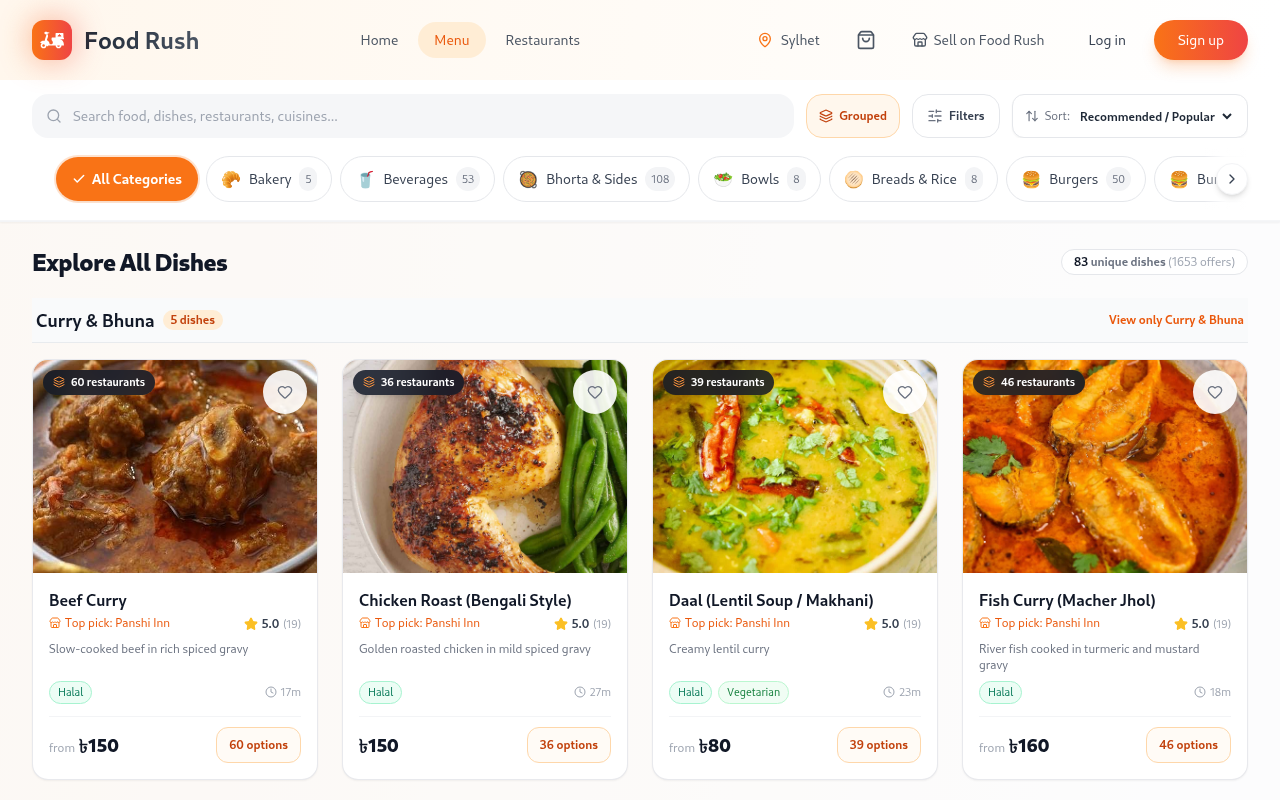 Food Rush
Home
Menu
Restaurants
Sylhet
Sell on Food Rush
Log in
Sign up
Search food, dishes, restaurants, cuisines...
Grouped
Filters
Sort: Recommended / Popular
All Categories
Bakery 5
Beverages 53
Bhorta & Sides 108
Bowls 8
Breads & Rice 8
Burgers 50
Explore All Dishes
83 unique dishes (1653 offers)
Curry & Bhuna
5 dishes
View only Curry & Bhuna
60 restaurants
36 restaurants
39 restaurants
46 restaurants
Beef Curry
Top pick: Panshi Inn
5.0 (19)
Slow-cooked beef in rich spiced gravy
Halal
17m
from ৳150
60 options
Chicken Roast (Bengali Style)
Top pick: Panshi Inn
5.0 (19)
Golden roasted chicken in mild spiced gravy
Halal
27m
৳150
36 options
Daal (Lentil Soup / Makhani)
Top pick: Panshi Inn
5.0 (19)
Creamy lentil curry
Halal
Vegetarian
23m
from ৳80
39 options
Fish Curry (Macher Jhol)
Top pick: Panshi Inn
5.0 (19)
River fish cooked in turmeric and mustard
gravy
Halal
18m
from ৳160
46 options